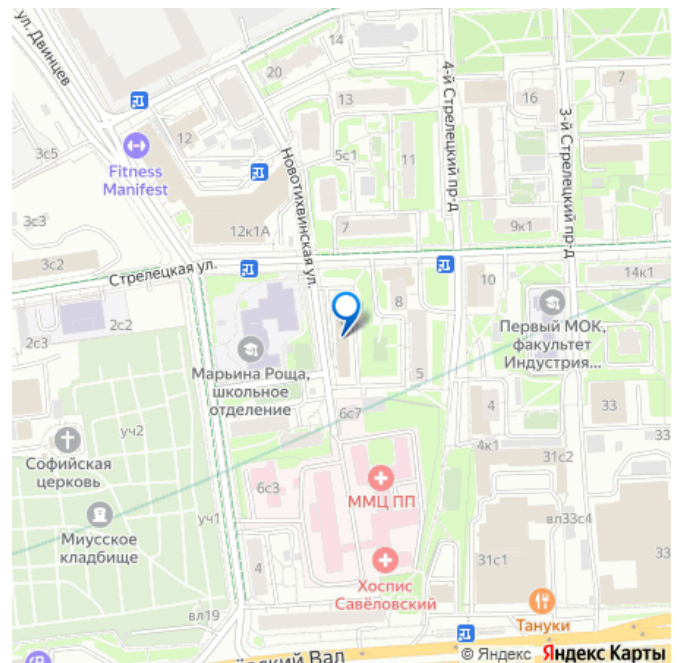 ул. Двинцев
14
20
7
4-й Стрелецкий пр-д
3-й Стрелецкий пр-д
13
16
12
3с5
Fitness
Manifest
5с1
11
Новотихвинская ул.
3с3
12к1А
7
9к1
3с2
Стрелецкая ул.
14к1
10
8
2с2
2с3
Первый МОК,
факультет
Индустрия...
Марьина Роща,
школьное
отделение
5
4
33
6с7
уч2
4к1
33
31с2
Софийская
церковь
6с3
ММЦ ПП
уч1
вл33с4
Миусское
кладбище
4
31с1
33
Хоспис
Савёловский
вл19
Тануки
ёвский Вал
© Яндекс Яндекс Карты